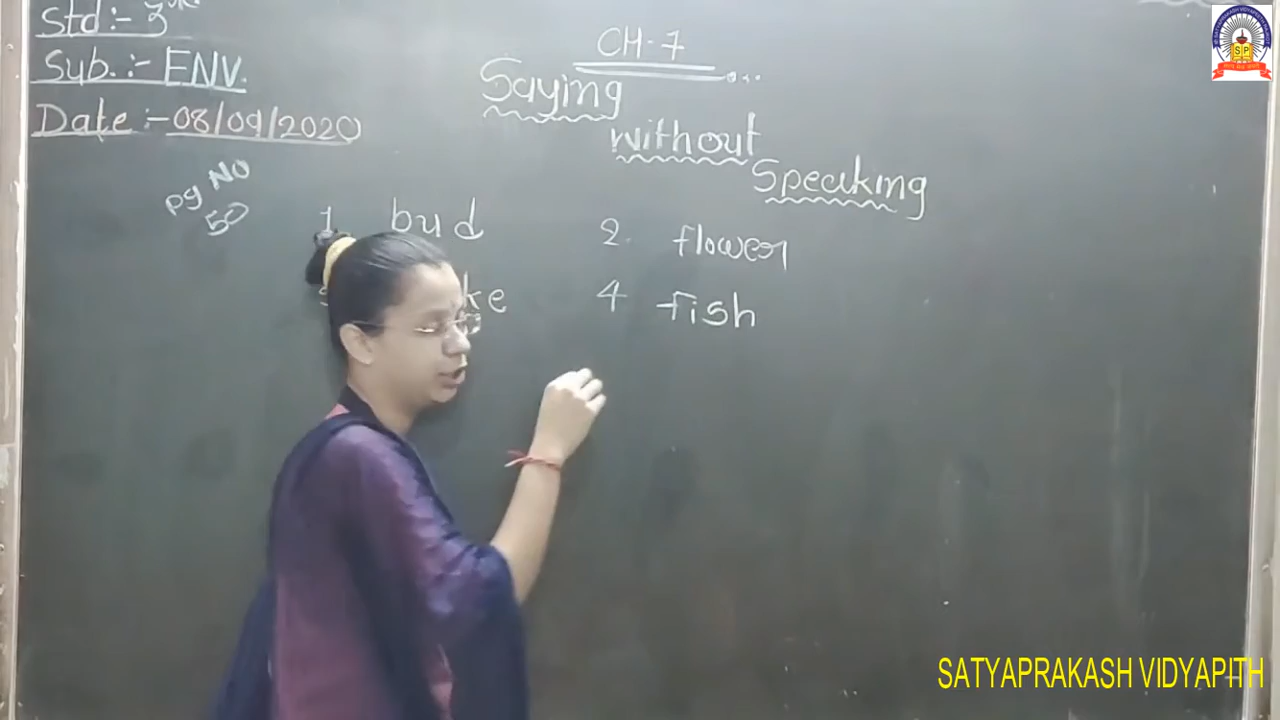 Std:- 3
Sub.:- ENV.
Date :- 08/09/2020
CH-7
Saying
without
Speaking
pg No
50
1. bud
2. flower
4 fish
SP
SATYAPRAKASH VIDYAPITH